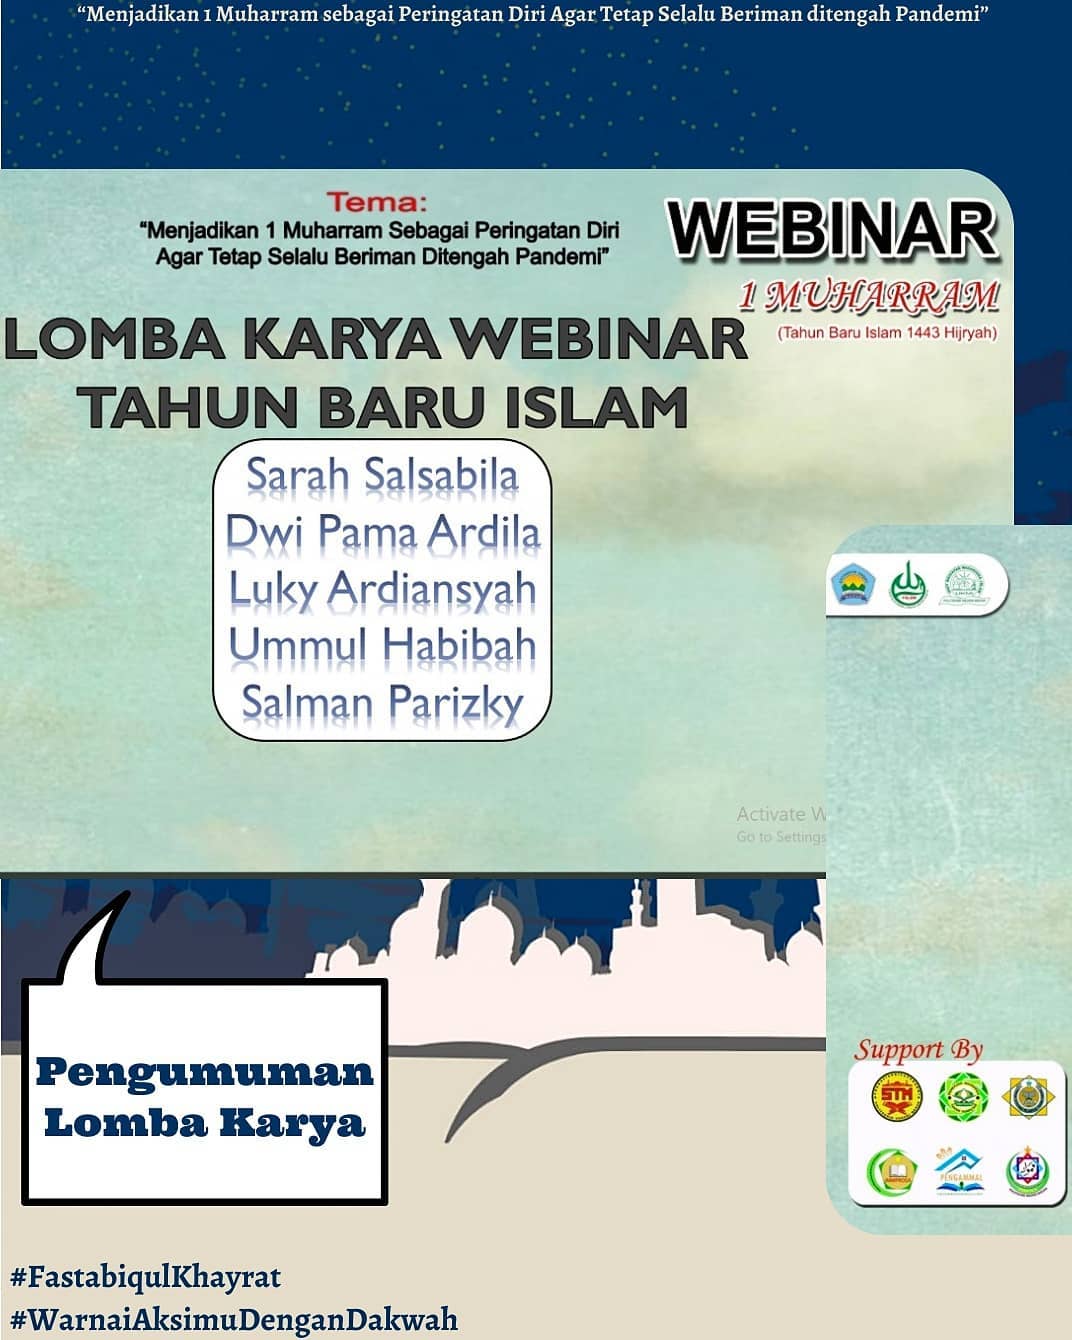 “Menjadikan 1 Muharram sebagai Peringatan Diri Agar Tetap Selalu Beriman ditengah Pandemi”
Tema:
“Menjadikan 1 Muharram Sebagai Peringatan Diri
Agar Tetap Selalu Beriman Ditengah Pandemi”
WEBINAR
1 MUHARRAM
(Tahun Baru Islam 1443 Hijryah)
LOMBA KARYA WEBINAR
TAHUN BARU ISLAM
Sarah Salsabila
Dwi Pama Ardila
Luky Ardiansyah
Ummul Habibah
Salman Parizky
Activate W
Go to Settings
Support By
STM
PENGAMMAL
Pengumuman
Lomba Karya
#FastabiqulKhayrat
#WarnaiAksimuDenganDakwah